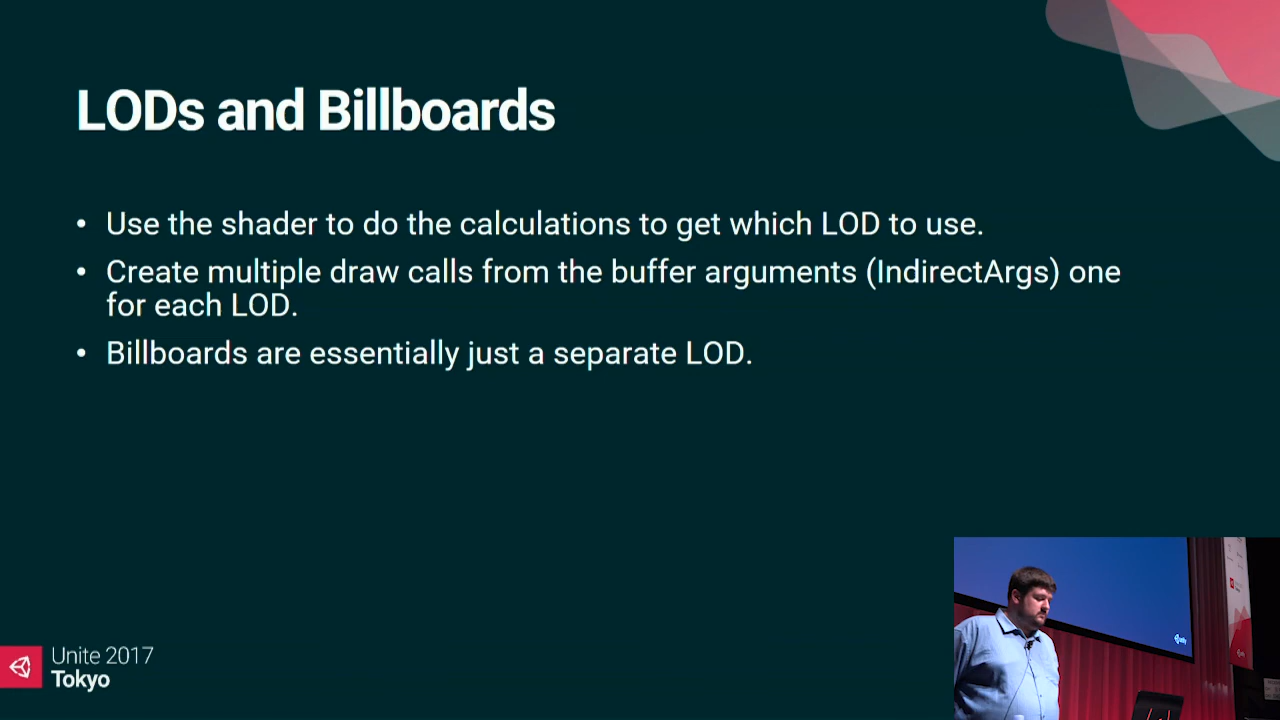 LODs and Billboards
• Use the shader to do the calculations to get which LOD to use.
• Create multiple draw calls from the buffer arguments (IndirectArgs) one
for each LOD.
• Billboards are essentially just a separate LOD.
Unite 2017
Tokyo